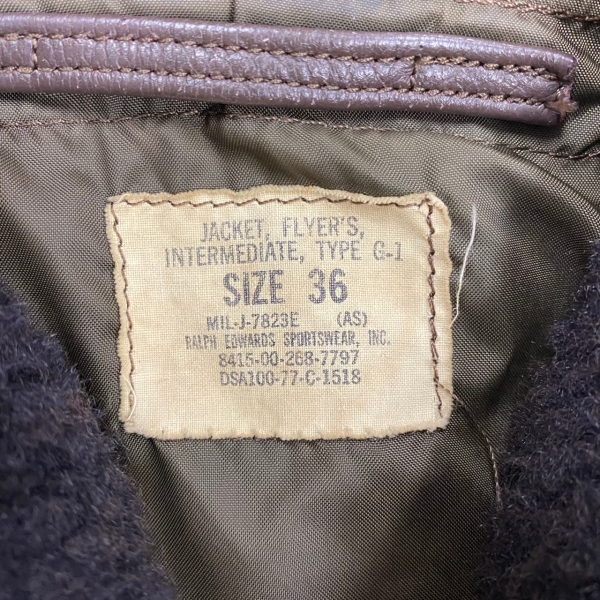 JACKET, FLYER'S,
INTERMEDIATE, TYPE G-1
SIZE 36
MIL-J-7823E (AS)
RALPH EDWARDS SPORTSWEAR, INC.
8415-00-268-7797
DSA100-77-C-1518